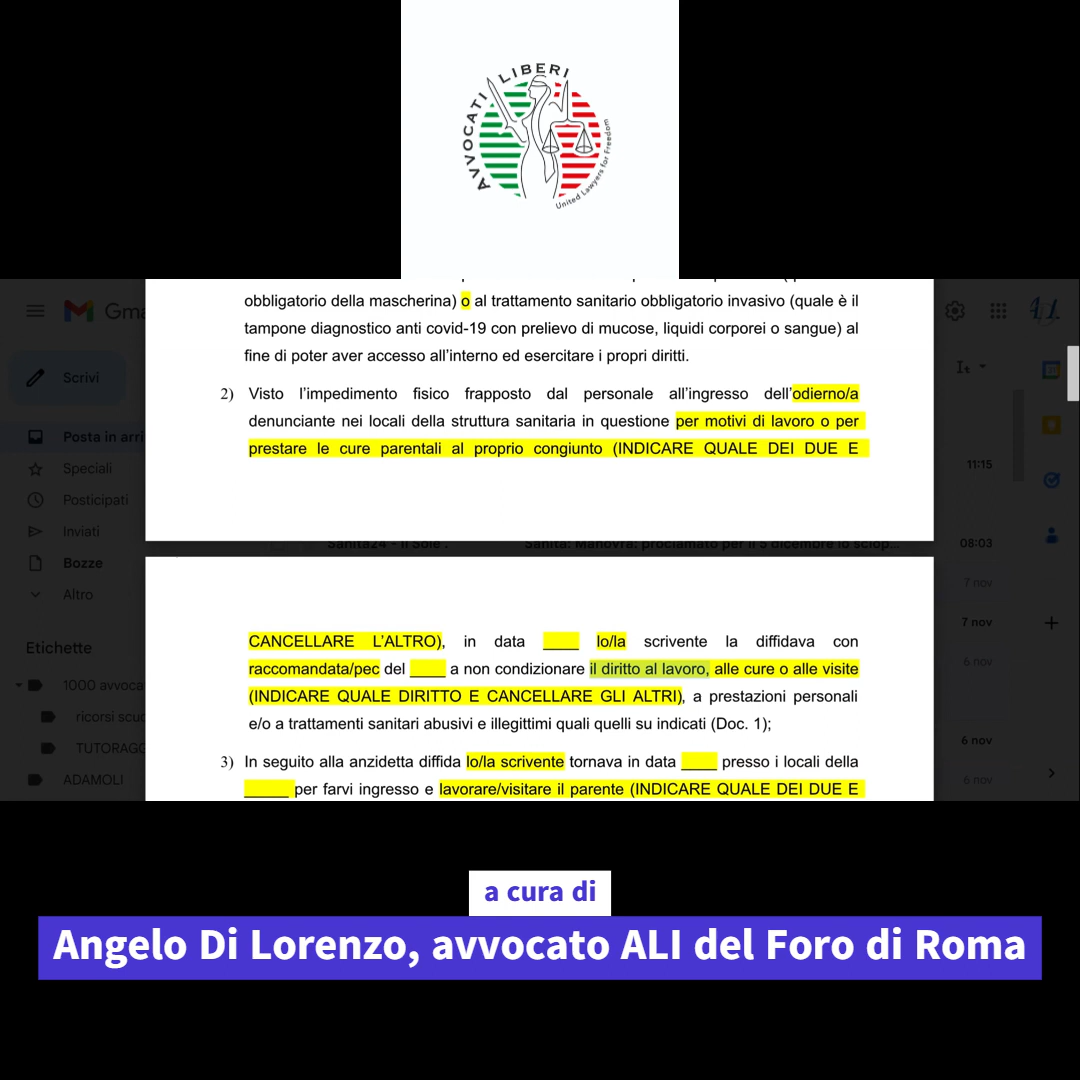 AVVOCATI LIBERI
United Lawyers for Freedom
obbligatorio della mascherina) o al trattamento sanitario obbligatorio invasivo (quale è il
tampone diagnostico anti covid-19 con prelievo di mucose, liquidi corporei o sangue) al
fine di poter aver accesso all'interno ed esercitare i propri diritti.
2) Visto l'impedimento fisico frapposto dal personale all'ingresso dell'odierno/a
denunciante nei locali della struttura sanitaria in questione per motivi di lavoro o per
prestare le cure parentali al proprio congiunto (INDICARE QUALE DEI DUE E
CANCELLARE L'ALTRO), in data ____ lo/la scrivente la diffidava con
raccomandata/pec del ____ a non condizionare il diritto al lavoro, alle cure o alle visite
(INDICARE QUALE DIRITTO E CANCELLARE GLI ALTRI), a prestazioni personali
e/o a trattamenti sanitari abusivi e illegittimi quali quelli su indicati (Doc. 1);
3) In seguito alla anzidetta diffida lo/la scrivente tornava in data ____ presso i locali della
_____ per farvi ingresso e lavorare/visitare il parente (INDICARE QUALE DEI DUE E
Gma
Scrivi
Posta in arri
Speciali
Posticipati
Inviati
Bozze
Altro
Etichette
1000 avvoca
ricorsi scuo
TUTORAGG
ADAMOLI
Sanità24 - Il Sole .
Sanità: Manovra: proclamato per il 5 dicembre lo sciop...
11:15
08:03
7 nov
7 nov
6 nov
6 nov
6 nov
a cura di
Angelo Di Lorenzo, avvocato ALI del Foro di Roma